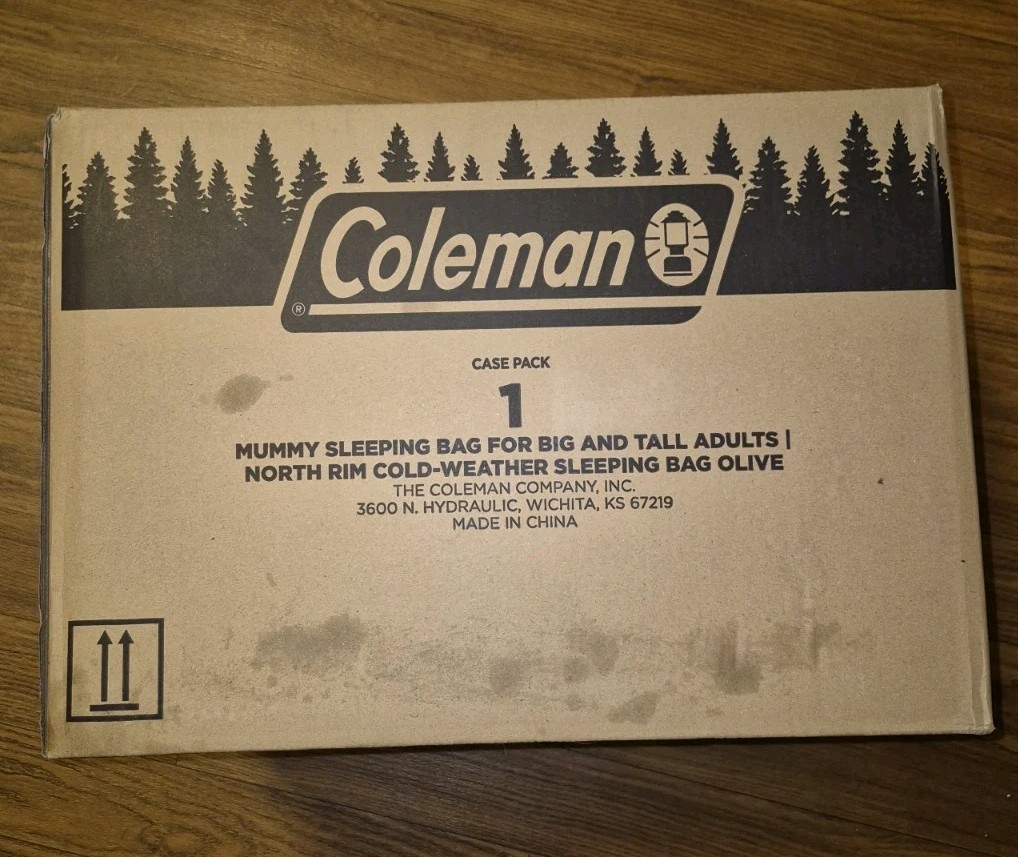 Coleman
®
CASE PACK
1
MUMMY SLEEPING BAG FOR BIG AND TALL ADULTS |
NORTH RIM COLD-WEATHER SLEEPING BAG OLIVE
THE COLEMAN COMPANY, INC.
3600 N. HYDRAULIC, WICHITA, KS 67219
MADE IN CHINA